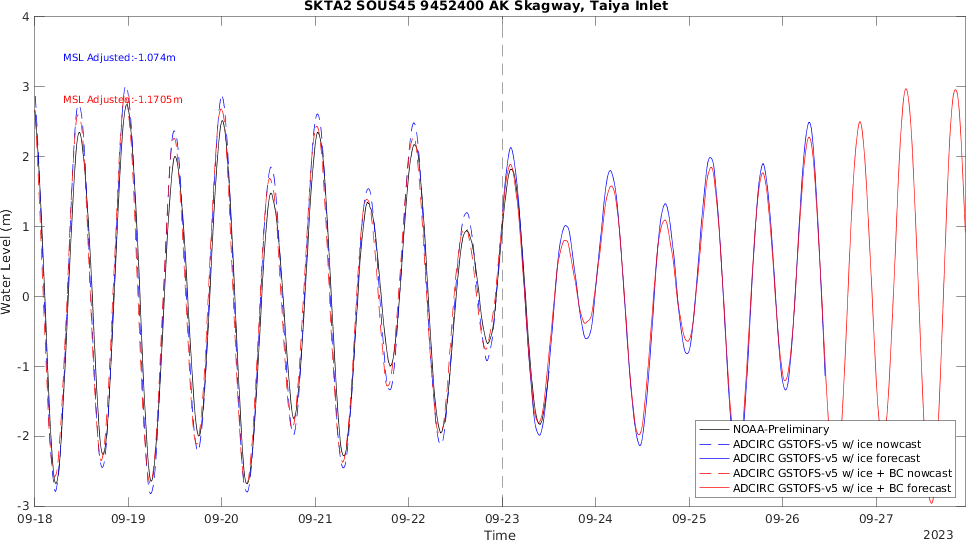 SKTA2 SOUS45 9452400 AK Skagway, Taiya Inlet
4
MSL Adjusted:-1.074m
3
MSL Adjusted:-1.1705m
2
1
0
-1
-2
-3
Water Level (m)
NOAA-Preliminary
ADCIRC GSTOFS-v5 w/ ice nowcast
ADCIRC GSTOFS-v5 w/ ice forecast
ADCIRC GSTOFS-v5 w/ ice + BC nowcast
ADCIRC GSTOFS-v5 w/ ice + BC forecast
09-18 09-19 09-20 09-21 09-22 09-23 09-24 09-25 09-26 09-27
Time
2023